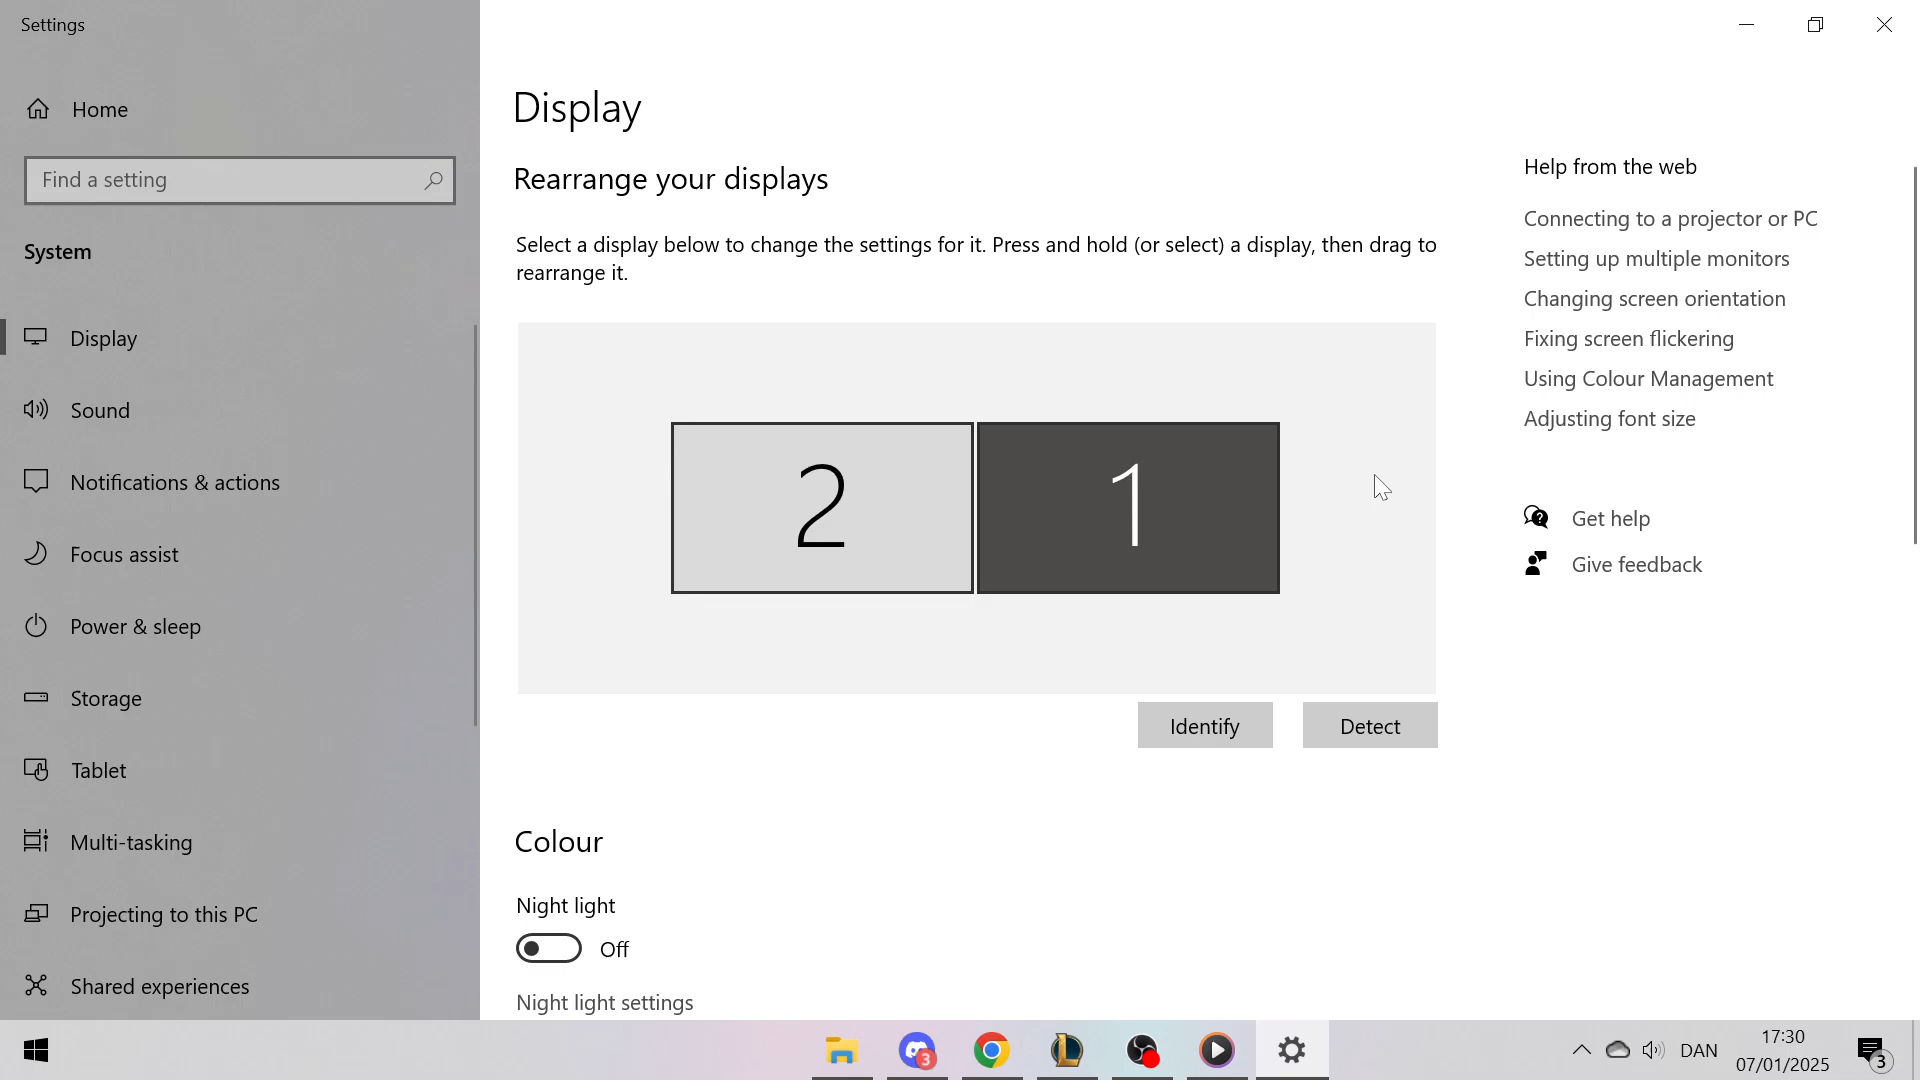 Settings
Home
Find a setting
System
Display
Sound
Notifications & actions
Focus assist
Power & sleep
Storage
Tablet
Multi-tasking
Projecting to this PC
Shared experiences
Display
Rearrange your displays
Select a display below to change the settings for it. Press and hold (or select) a display, then drag to
rearrange it.
2
1
Identify
Detect
Colour
Night light
Off
Night light settings
Help from the web
Connecting to a projector or PC
Setting up multiple monitors
Changing screen orientation
Fixing screen flickering
Using Colour Management
Adjusting font size
Get help
Give feedback
3
DAN
17:30
07/01/2025
3